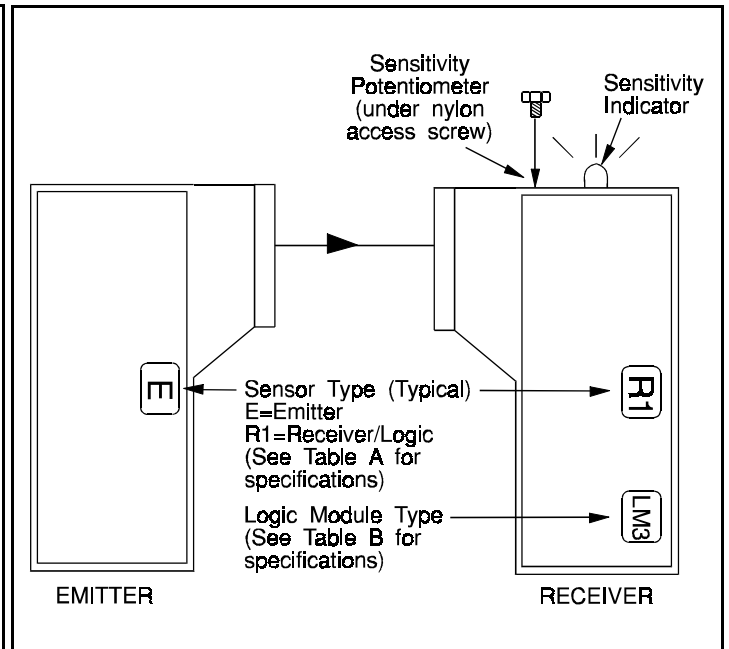 Sensitivity
Potentiometer
(under nylon
access screw)
Sensitivity
Indicator
E
Sensor Type (Typical)
E=Emitter
R1=Receiver/Logic
(See Table A for
specifications)
R1
Logic Module Type
(See Table B for
specifications)
LM3
EMITTER
RECEIVER